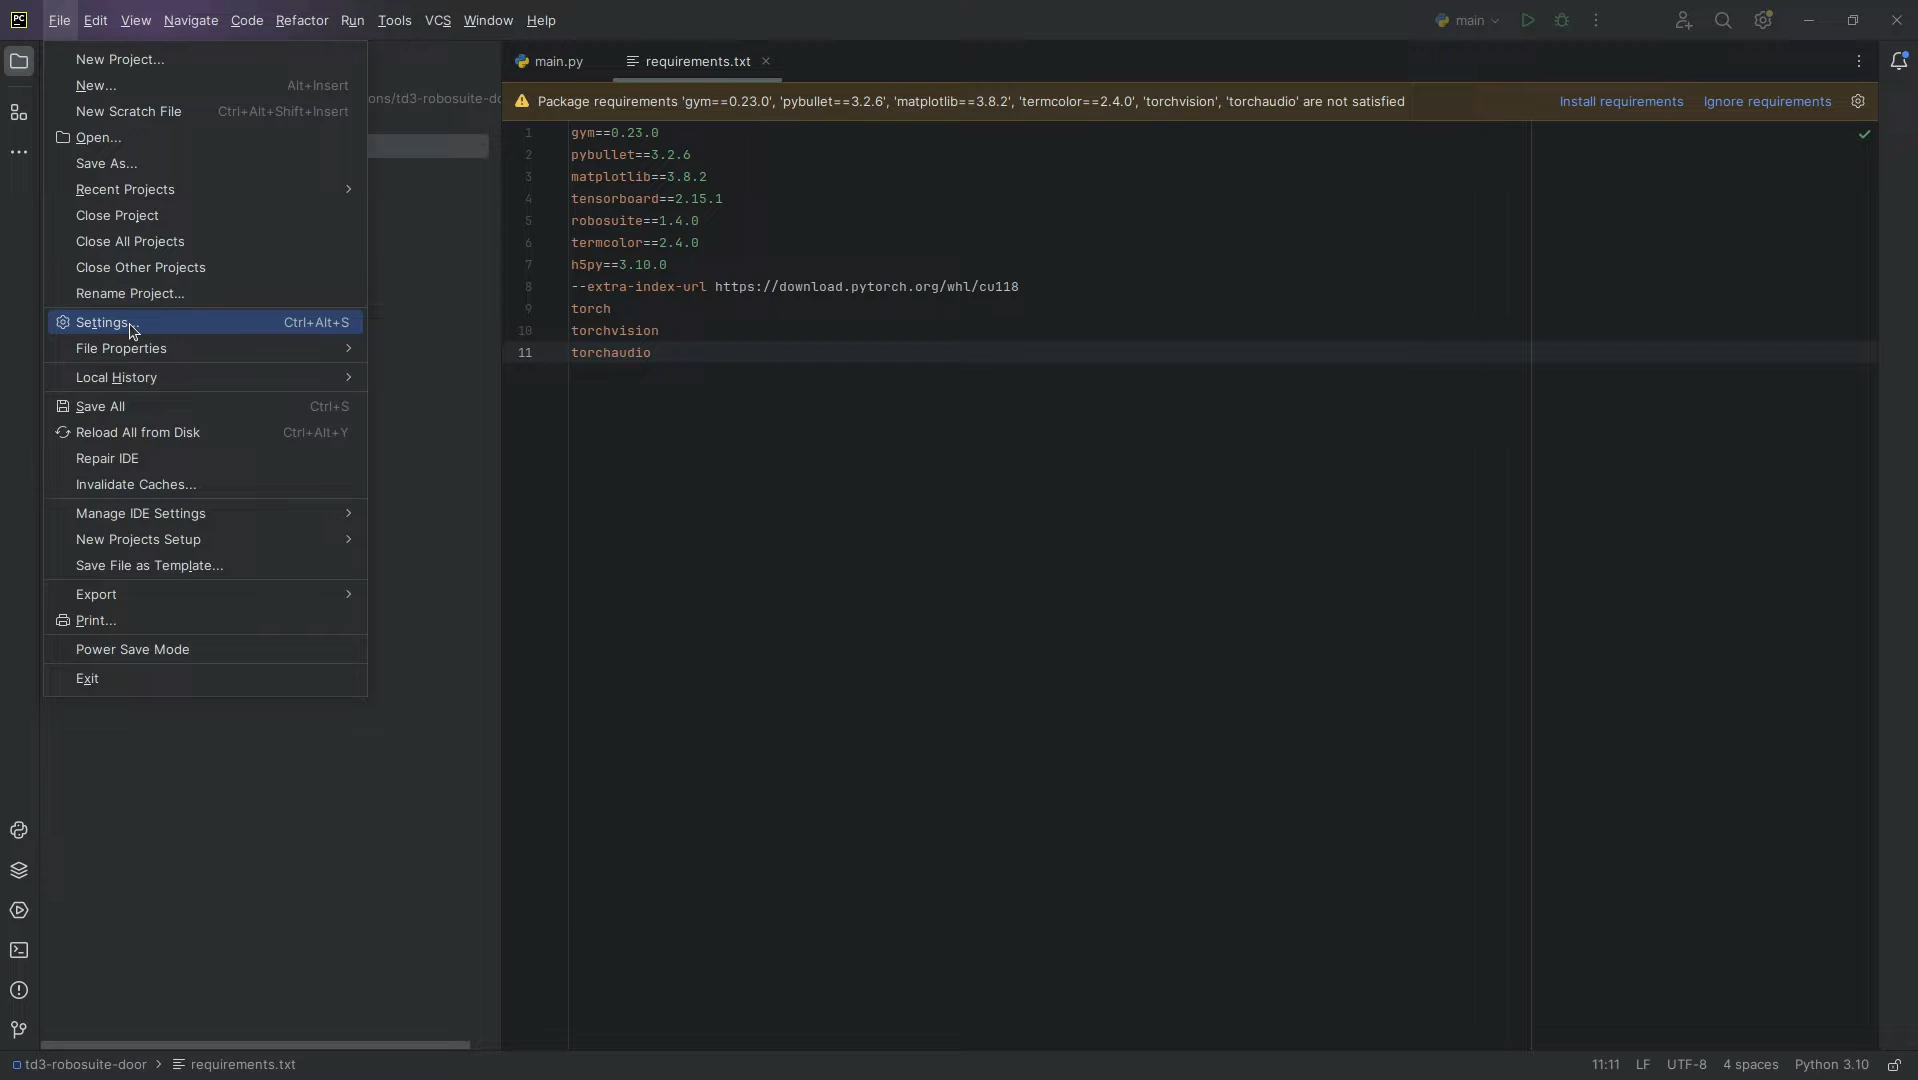 PC File Edit View Navigate Code Refactor Run Tools VCS Window Help main
New Project...
New... Alt+Insert
New Scratch File Ctrl+Alt+Shift+Insert
Open...
Save As...
Recent Projects
Close Project
Close All Projects
Close Other Projects
Rename Project...
Settings... Ctrl+Alt+S
File Properties
Local History
Save All Ctrl+S
Reload All from Disk Ctrl+Alt+Y
Repair IDE
Invalidate Caches...
Manage IDE Settings
New Projects Setup
Save File as Template...
Export
Print...
Power Save Mode
Exit
ons/td3-robosuite-do
main.py requirements.txt
Package requirements 'gym==0.23.0', 'pybullet==3.2.6', 'matplotlib==3.8.2', 'termcolor==2.4.0', 'torchvision', 'torchaudio' are not satisfied Install requirements Ignore requirements
1 gym==0.23.0
2 pybullet==3.2.6
3 matplotlib==3.8.2
4 tensorboard==2.15.1
5 robosuite==1.4.0
6 termcolor==2.4.0
7 h5py==3.10.0
8 --extra-index-url https://download.pytorch.org/whl/cu118
9 torch
10 torchvision
11 torchaudio
td3-robosuite-door > requirements.txt 11:11 LF UTF-8 4 spaces Python 3.10